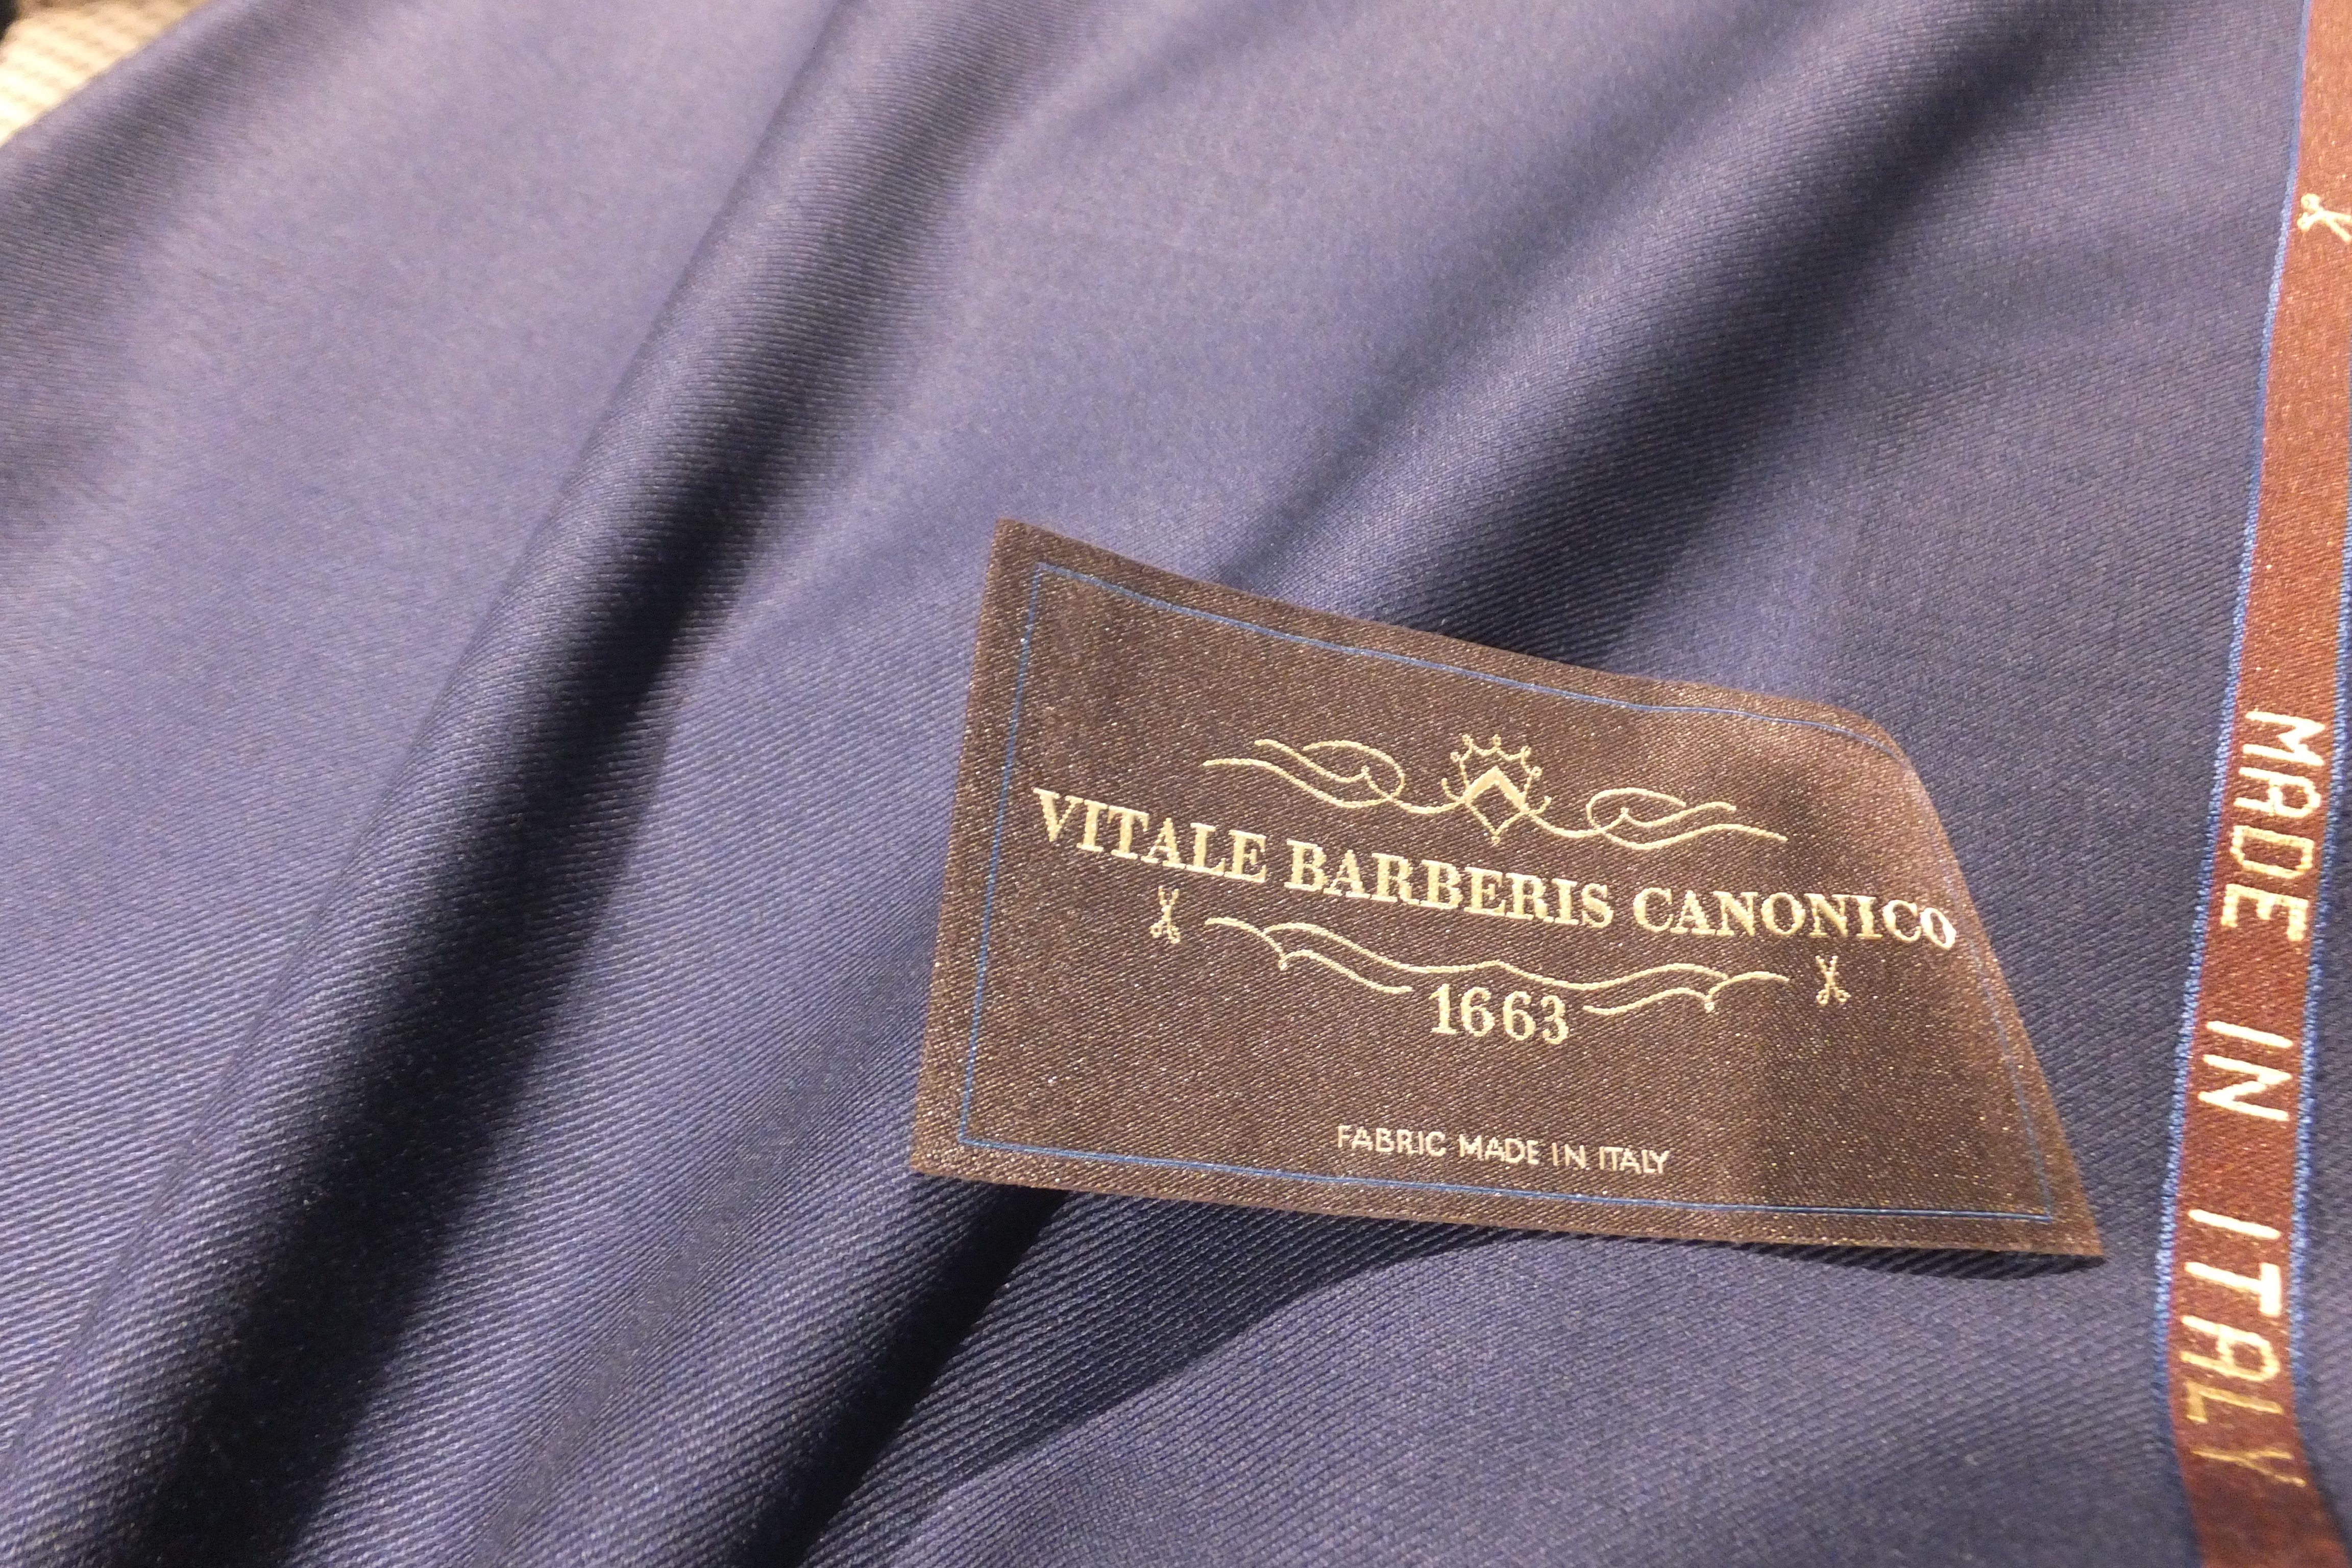 VITALE BARBERIS CANONICO
1663
FABRIC MADE IN ITALY
MADE IN ITALY